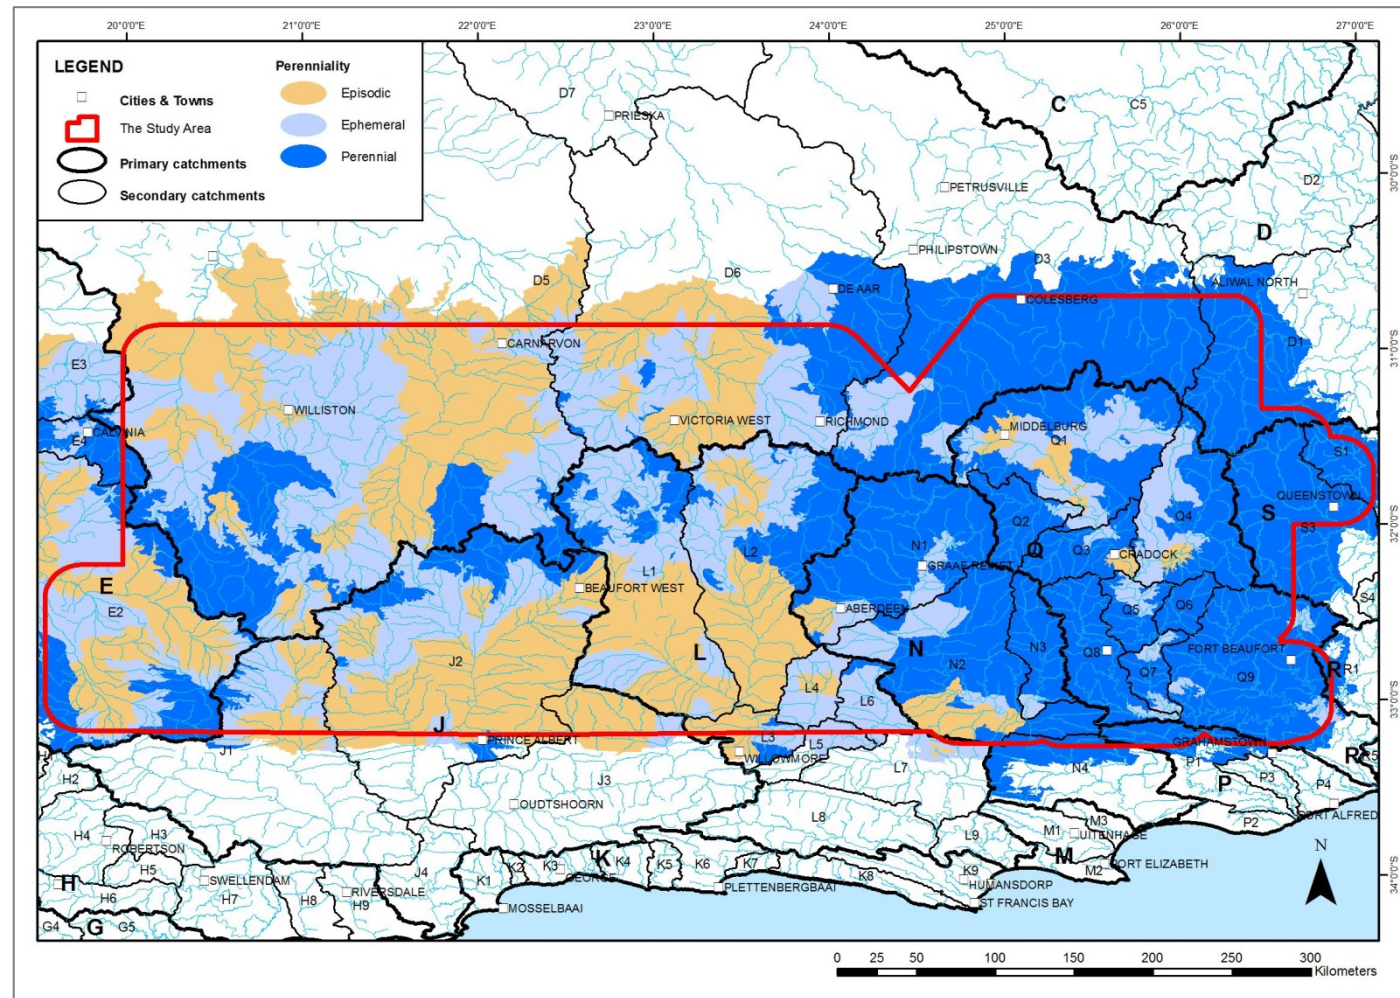 20°0'0"E 21°0'0"E 22°0'0"E 23°0'0"E 24°0'0"E 25°0'0"E 26°0'0"E 27°0'0"E
LEGEND
Cities & Towns
The Study Area
Primary catchments
Secondary catchments
Perenniality
Episodic
Ephemeral
Perennial
D7
PRIESKA
C
C5
30°0'0"S
D2
PETRUSVILLE
D
PHILIPSTOWN
D3
D5
D6
DE AAR
ALIWAL NORTH
COLESBERG
CARNARVON
D1
31°0'0"S
E3
WILLISTON
VICTORIA WEST
RICHMOND
MIDDELBURG
Q1
CALVINIA
E4
S1
QUEENSTOWN
S
S3
32°0'0"S
Q2
Q4
L2
N1
Q
Q3
CRADOCK
L1
GRAAF REINET
E
BEAUFORT WEST
S4
E2
ABERDEEN
Q5
Q6
N
N3
Q8
FORT BEAUFORT
L
J2
N2
Q7
Q9
R
R1
L4
L6
33°0'0"S
J
J1
PRINCE ALBERT
L3
L5
GRAHAMSTOWN
WILLOWMORE
R
R5
H2
J3
L7
N4
P1
P
P3
P4
OUDTSHOORN
L8
PORT ALFRED
P2
H4
H3
ROBERTSON
M1
M3
UITENHAGE
L9
M
H5
J4
K1
K2
K3
GEORGE
K
K4
K5
K6
K7
K8
K9
M2
PORT ELIZABETH
N
34°0'0"S
H
H6
SWELLENDAM
H7
H8
RIVERSDALE
H9
PLETTENBERGBAAI
HUMANSDORP
MOSSELBAAI
ST FRANCIS BAY
G4
G
G5
0 25 50 100 150 200 250 300
Kilometers